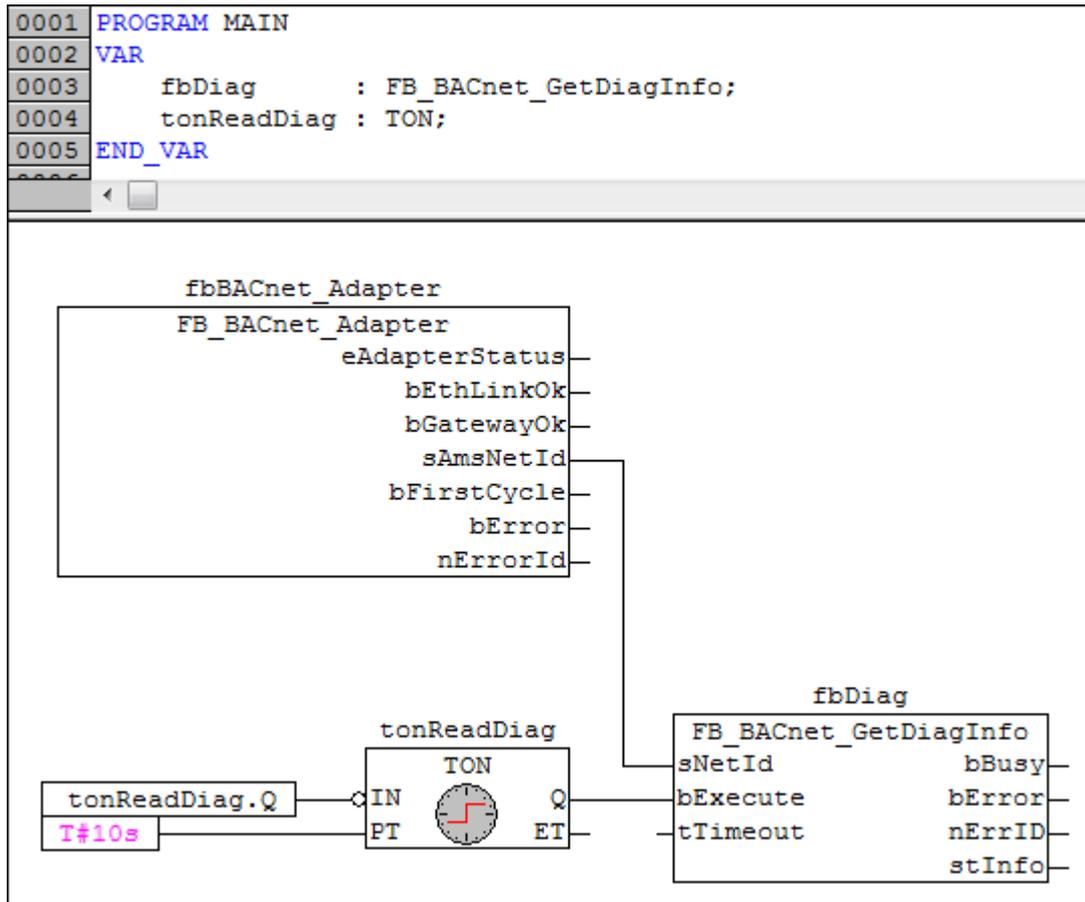 0001 PROGRAM MAIN
0002 VAR
0003 fbDiag : FB_BACnet_GetDiagInfo;
0004 tonReadDiag : TON;
0005 END_VAR
fbBACnet_Adapter
FB_BACnet_Adapter
eAdapterStatus
bEthLinkOk
bGatewayOk
sAmsNetId
bFirstCycle
bError
nErrorId
fbDiag
FB_BACnet_GetDiagInfo
sNetId bBusy
bExecute bError
tTimeout nErrID
stInfo
tonReadDiag
TON
tonReadDiag.Q IN Q
T#10s PT ET